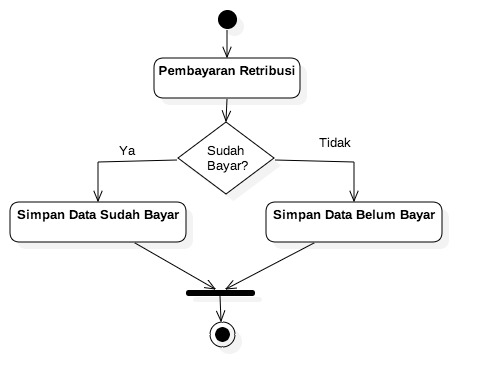 Pembayaran Retribusi
Sudah
Bayar?
Ya
Tidak
Simpan Data Sudah Bayar
Simpan Data Belum Bayar